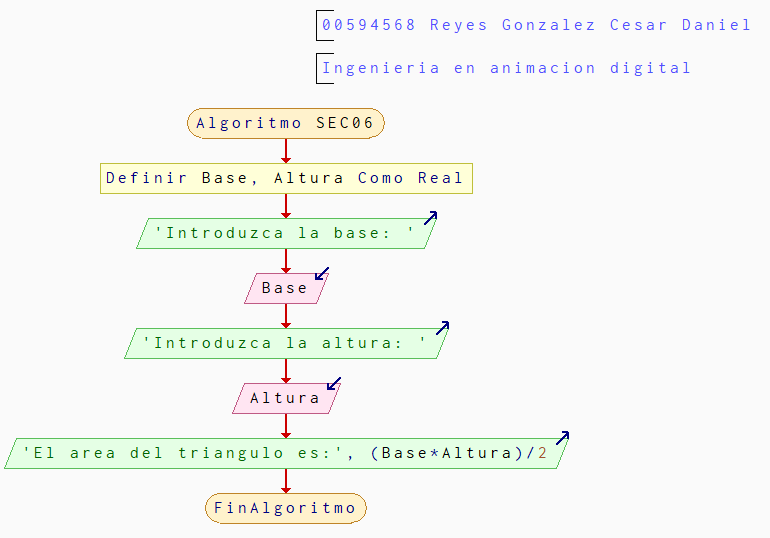 00594568 Reyes Gonzalez Cesar Daniel
Ingenieria en animacion digital
Algoritmo SEC06
Definir Base, Altura Como Real
'Introduzca la base: '
Base
'Introduzca la altura: '
Altura
'El area del triangulo es:', (Base*Altura)/2
FinAlgoritmo